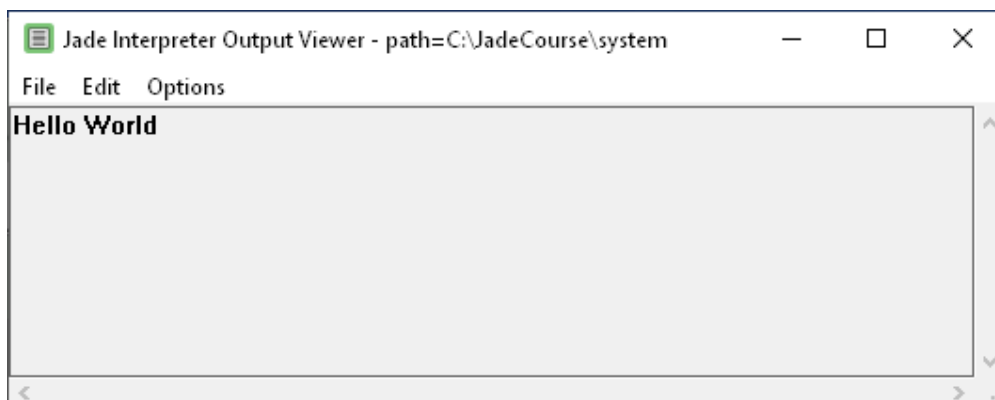 Jade Interpreter Output Viewer - path=C:\JadeCourse\system
File Edit Options
Hello World